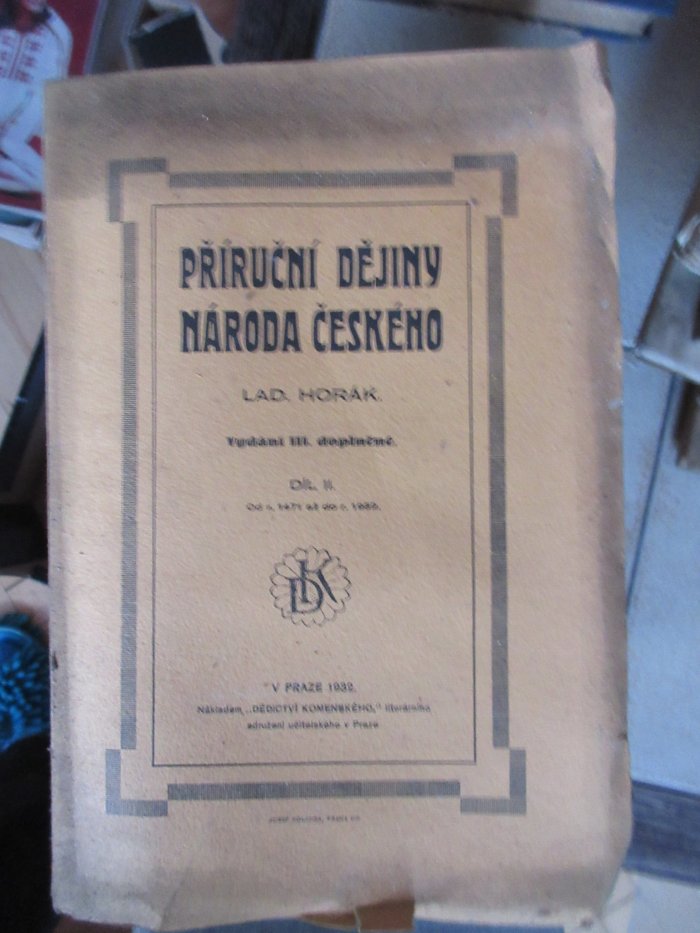 PŘÍRUČNÍ DĚJINY
NÁRODA ČESKÉHO
LAD. HORÁK.
Vydání III. doplněné.
DÍL II.
Od r. 1471 až do r.
DK
V PRAZE 1932.
Nákladem „DĚDICTVÍ KOMENSKÉHO,“ literárního
sdružení učitelského v Praze